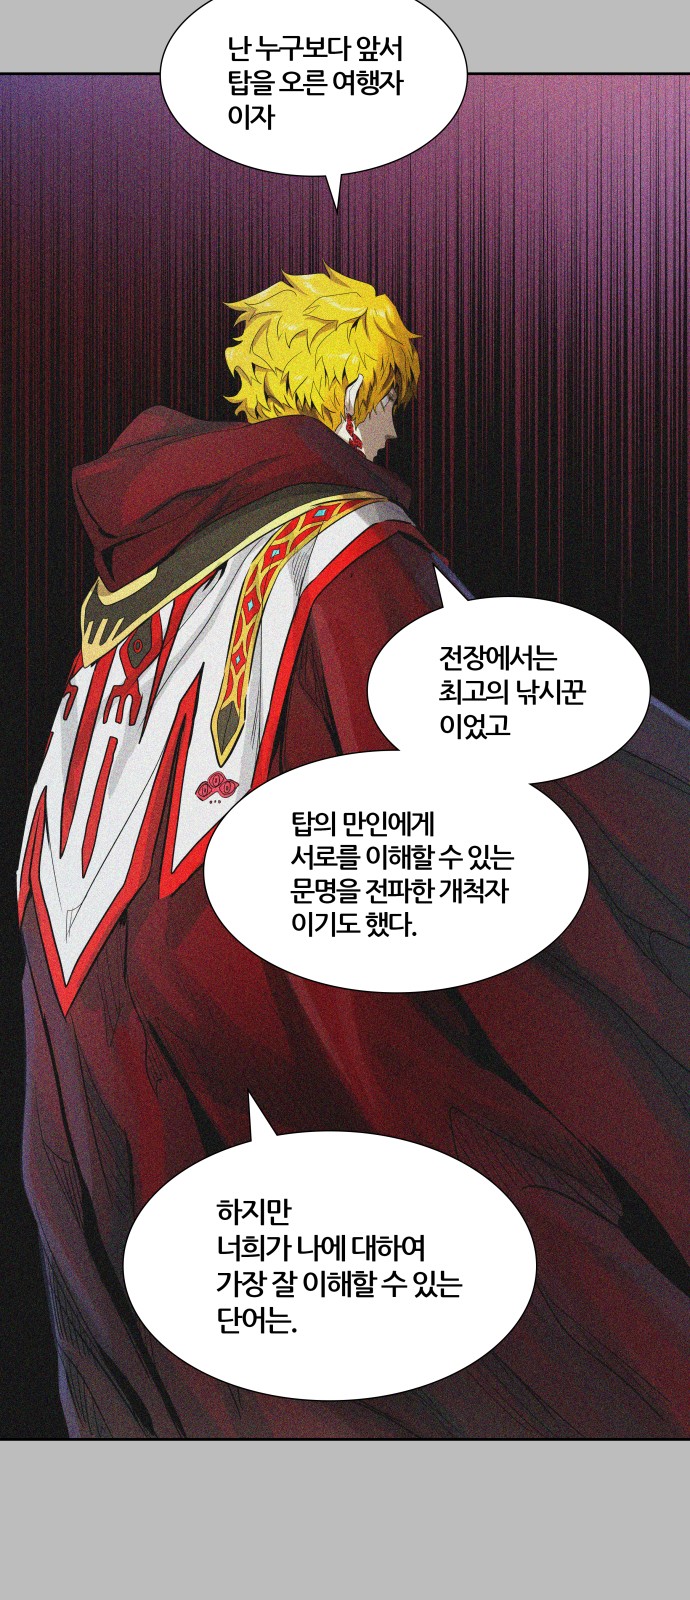 난 누구보다 앞서
탑을 오른 여행자
이자
전장에서는
최고의 낚시꾼
이었고
탑의 만인에게
서로를 이해할 수 있는
문명을 전파한 개척자
이기도 했다.
하지만
너희가 나에 대하여
가장 잘 이해할 수 있는
단어는.